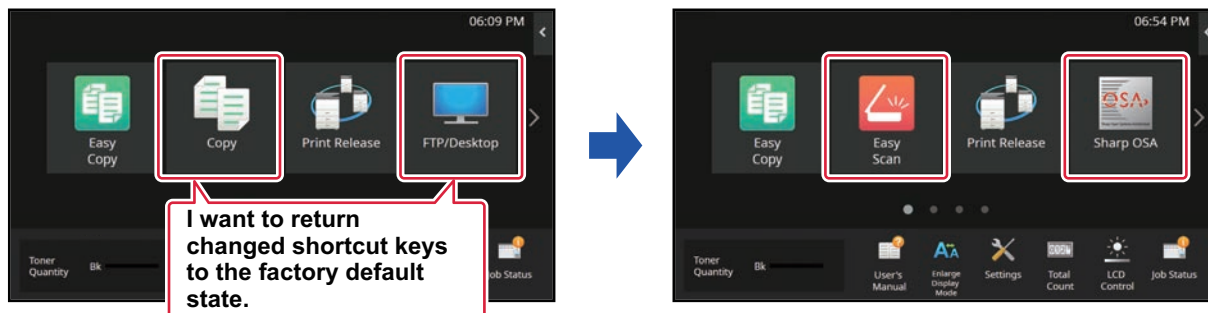 06:09 PM
Easy
Copy
Copy
Print Release
FTP/Desktop
I want to return
changed shortcut keys
to the factory default
state.
Toner
Quantity
Bk
ob Status
06:54 PM
Easy
Copy
Easy
Scan
Print Release
OSA
Sharp OSA
Toner
Quantity
Bk
User's
Manual
Enlarge
Display
Mode
Settings
Total
Count
LCD
Control
Job Status